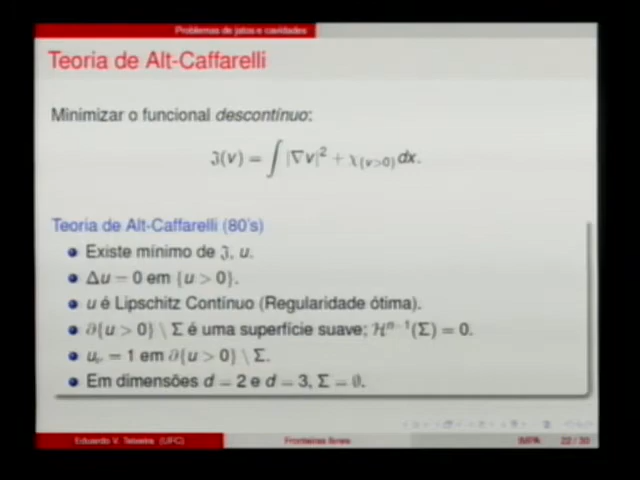 Problemas de jatos e cavidades
Teoria de Alt-Caffarelli
Minimizar o funcional descontínuo:
ℑ(v) = ∫ |∇v|² + χ_{v>0} dx.
Teoria de Alt-Caffarelli (80's)
Existe mínimo de ℑ, u.
Δu = 0 em {u > 0}.
u é Lipschitz Contínuo (Regularidade ótima).
∂{u > 0} \ Σ é uma superfície suave; ℋⁿ⁻¹(Σ) = 0.
u_ν = 1 em ∂{u > 0} \ Σ.
Em dimensões d = 2 e d = 3, Σ = ∅.
Eduardo V. Teixeira (UFC) Fronteiras livres IMPA 22 / 30